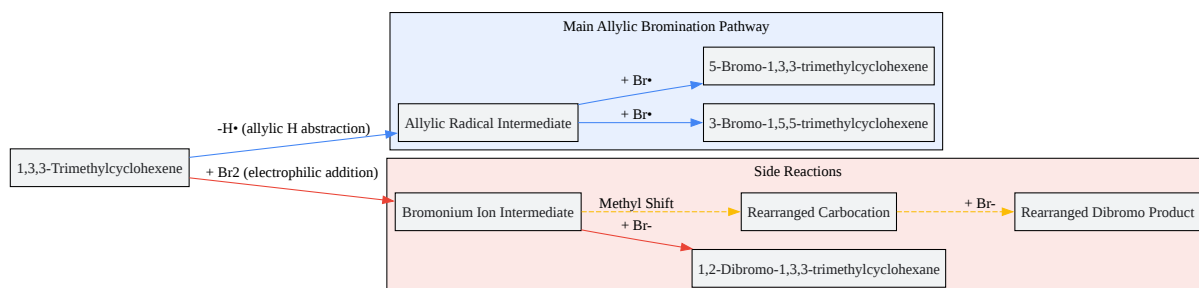 Main Allylic Bromination Pathway
5-Bromo-1,3,3-trimethylcyclohexene
+ Br•
+ Br•
-H• (allylic H abstraction)
Allylic Radical Intermediate
3-Bromo-1,5,5-trimethylcyclohexene
1,3,3-Trimethylcyclohexene
+ Br2 (electrophilic addition)
Side Reactions
Bromonium Ion Intermediate
Methyl Shift
Rearranged Carbocation
+ Br-
Rearranged Dibromo Product
+ Br-
1,2-Dibromo-1,3,3-trimethylcyclohexane